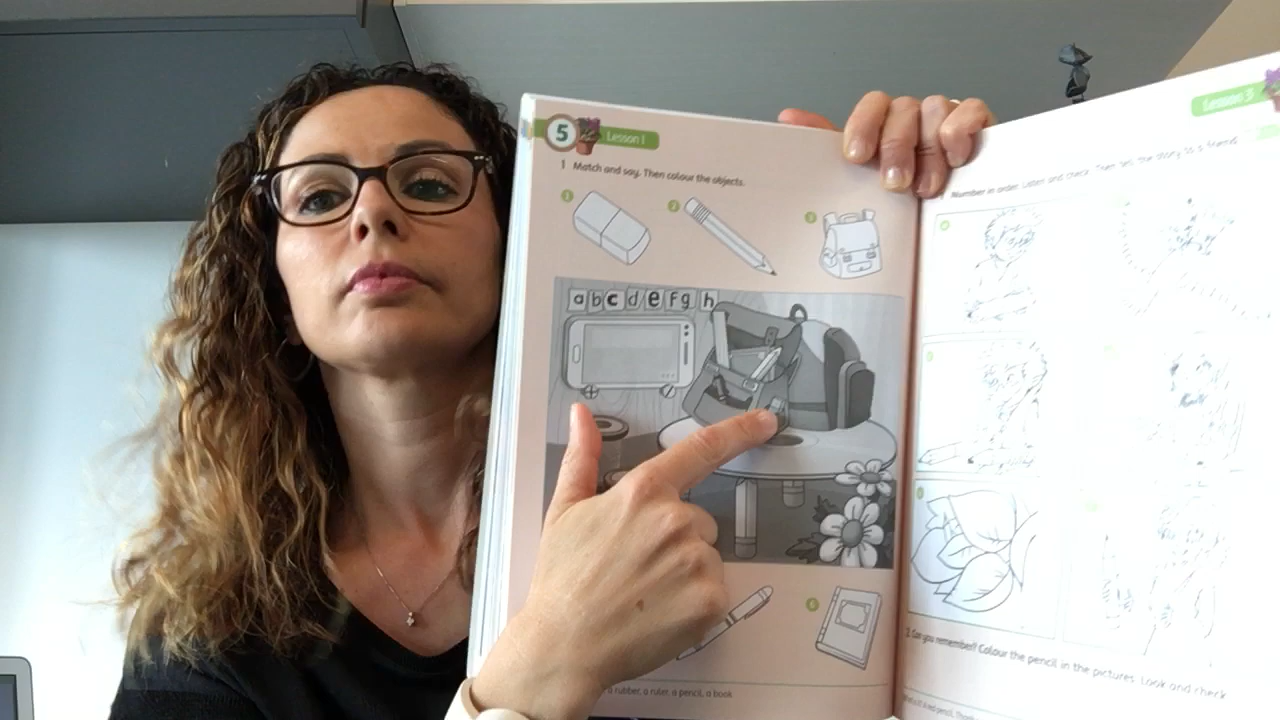 5 Lesson 1
1 Match and say. Then colour the objects.
1
2
3
a b c d e f g h
6
a rubber, a ruler, a pencil, a book
Lesson 3
Number in order. Listen and check. Then tell the story to a friend.
2 Can you remember? Colour the pencil in the pictures. Look and check.